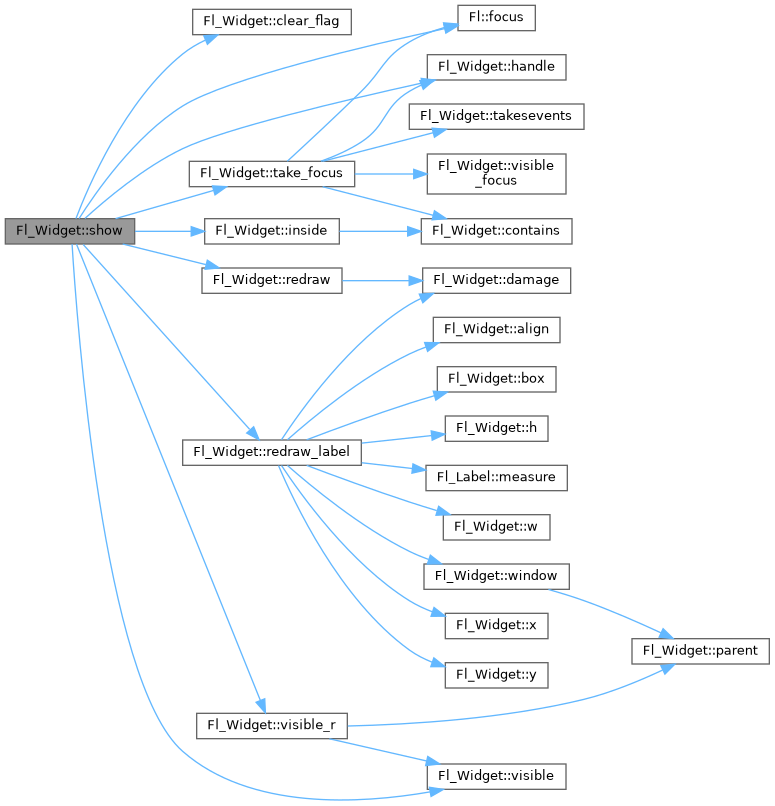 Fl_Widget::show
Fl_Widget::clear_flag
Fl::focus
Fl_Widget::handle
Fl_Widget::takesevents
Fl_Widget::take_focus
Fl_Widget::visible
_focus
Fl_Widget::inside
Fl_Widget::contains
Fl_Widget::redraw
Fl_Widget::damage
Fl_Widget::align
Fl_Widget::box
Fl_Widget::h
Fl_Widget::redraw_label
Fl_Label::measure
Fl_Widget::w
Fl_Widget::window
Fl_Widget::x
Fl_Widget::parent
Fl_Widget::y
Fl_Widget::visible_r
Fl_Widget::visible